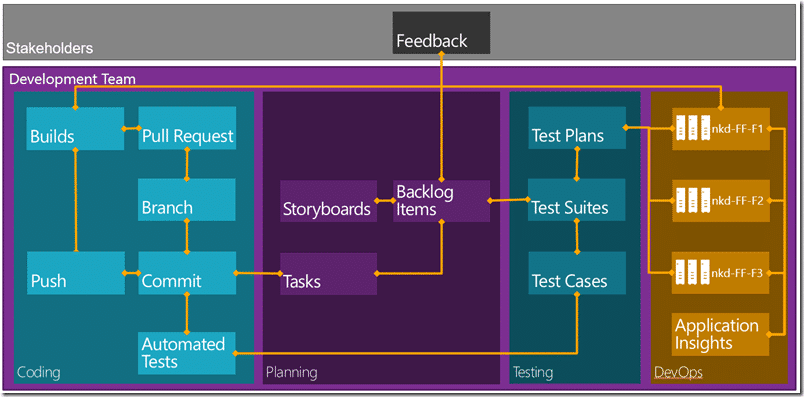 Feedback
Stakeholders
Development Team
Builds
Pull Request
Branch
Push
Commit
Automated
Tests
Coding
Storyboards
Backlog
Items
Tasks
Planning
Test Plans
Test Suites
Test Cases
Testing
nkd-FF-F1
nkd-FF-F2
nkd-FF-F3
Application
Insights
DevOps